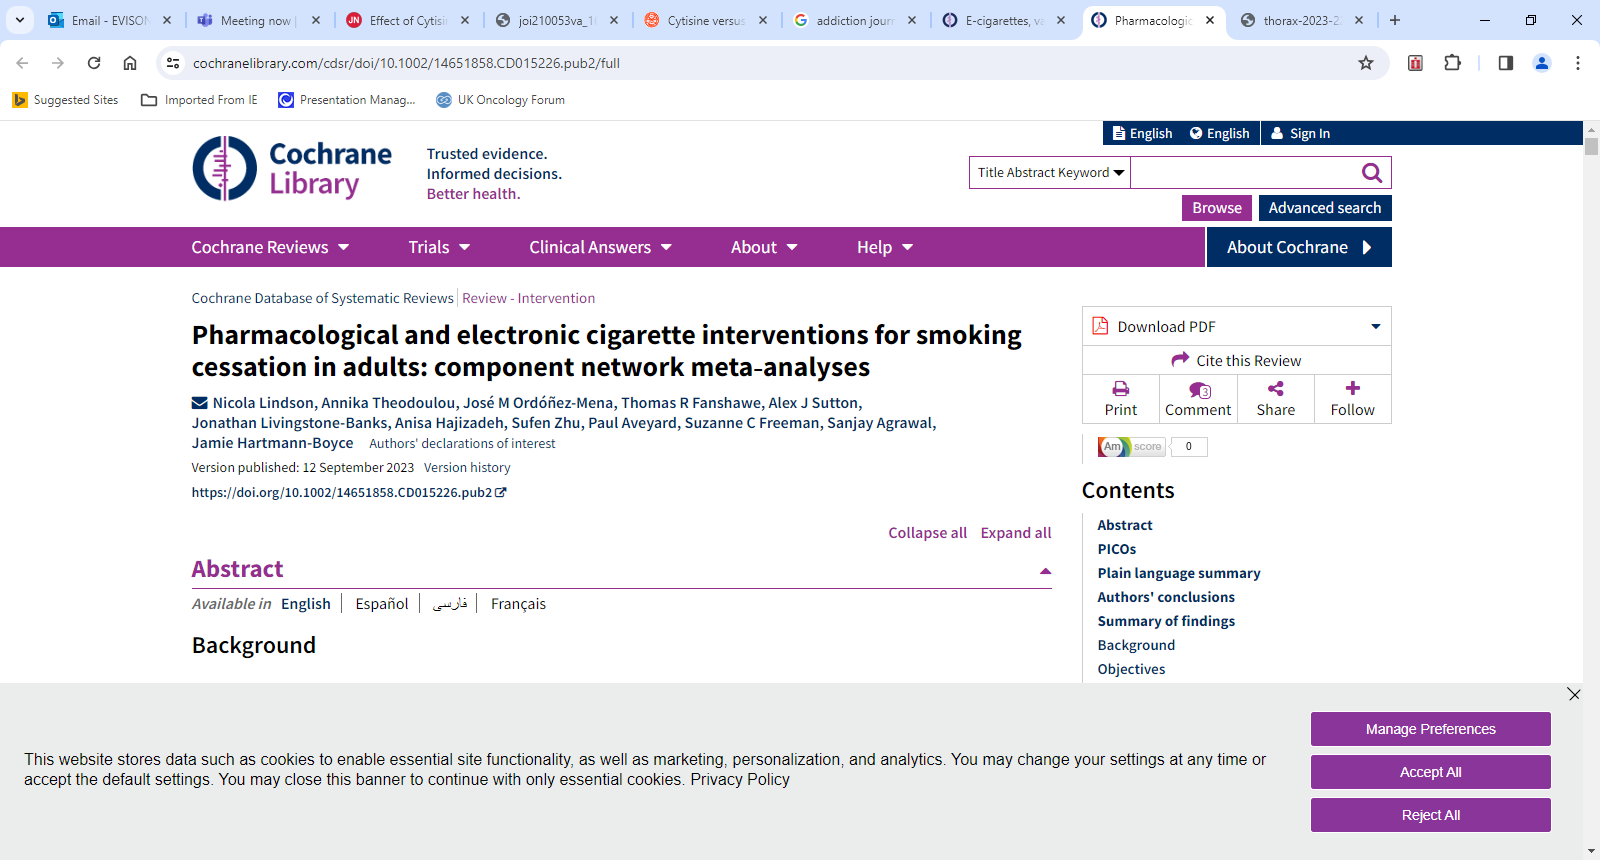 Email - EVISON
Meeting now |
Effect of Cytisi
joi210053va_1
Cytisine versus
addiction journ
E-cigarettes, va
Pharmacologic
thorax-2023-2
cochranelibrary.com/cdsr/doi/10.1002/14651858.CD015226.pub2/full
Suggested Sites
Imported From IE
Presentation Manag...
UK Oncology Forum
English
English
Sign In
Cochrane
Library
Trusted evidence.
Informed decisions.
Better health.
Title Abstract Keyword
Browse
Advanced search
Cochrane Reviews
Trials
Clinical Answers
About
Help
About Cochrane
Cochrane Database of Systematic Reviews | Review - Intervention
Pharmacological and electronic cigarette interventions for smoking
cessation in adults: component network meta-analyses
Nicola Lindson, Annika Theodoulou, José M Ordóñez-Mena, Thomas R Fanshawe, Alex J Sutton,
Jonathan Livingstone-Banks, Anisa Hajizadeh, Sufen Zhu, Paul Aveyard, Suzanne C Freeman, Sanjay Agrawal,
Jamie Hartmann-Boyce Authors' declarations of interest
Version published: 12 September 2023 Version history
https://doi.org/10.1002/14651858.CD015226.pub2
Collapse all Expand all
Abstract
Available in English Español فارسی Français
Background
Download PDF
Cite this Review
Print
3
Comment
Share
Follow
Am score 0
Contents
Abstract
PICOs
Plain language summary
Authors' conclusions
Summary of findings
Background
Objectives
This website stores data such as cookies to enable essential site functionality, as well as marketing, personalization, and analytics. You may change your settings at any time or
accept the default settings. You may close this banner to continue with only essential cookies. Privacy Policy
Manage Preferences
Accept All
Reject All